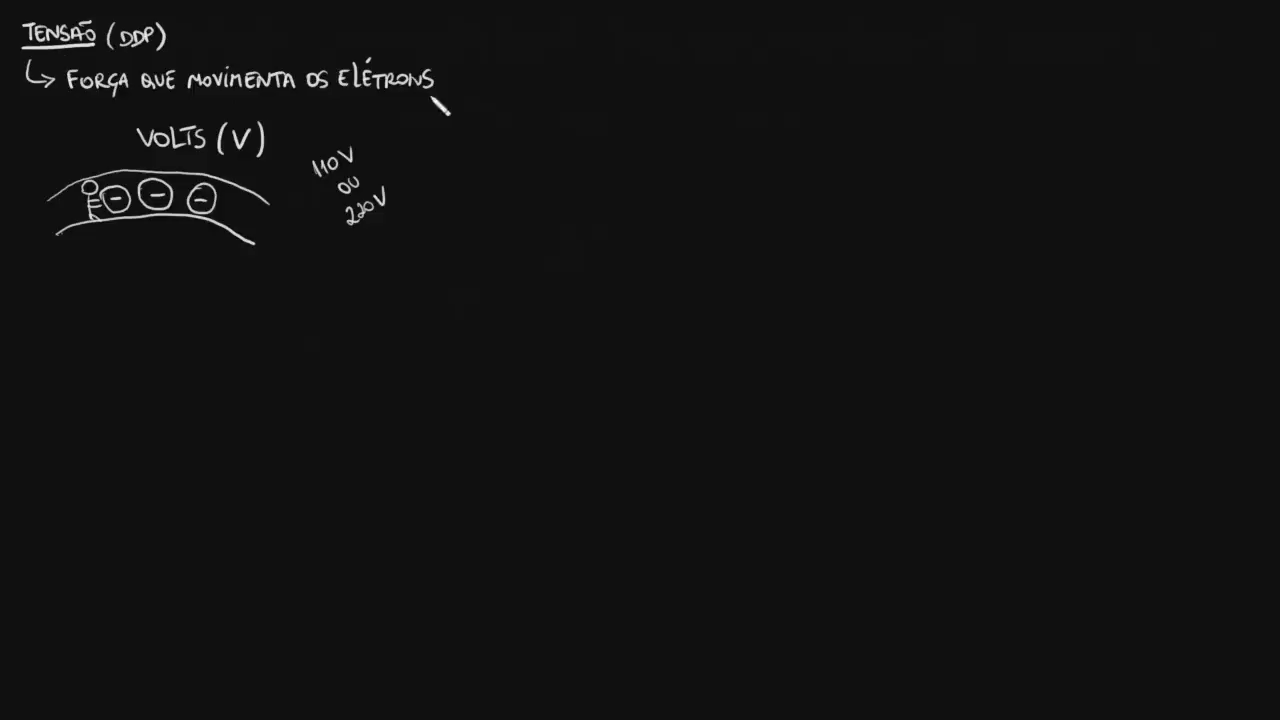 TENSÃO (DDP)
FORÇA QUE MOVIMENTA OS ELÉTRONS
VOLTS (V)
110V
OU
220V